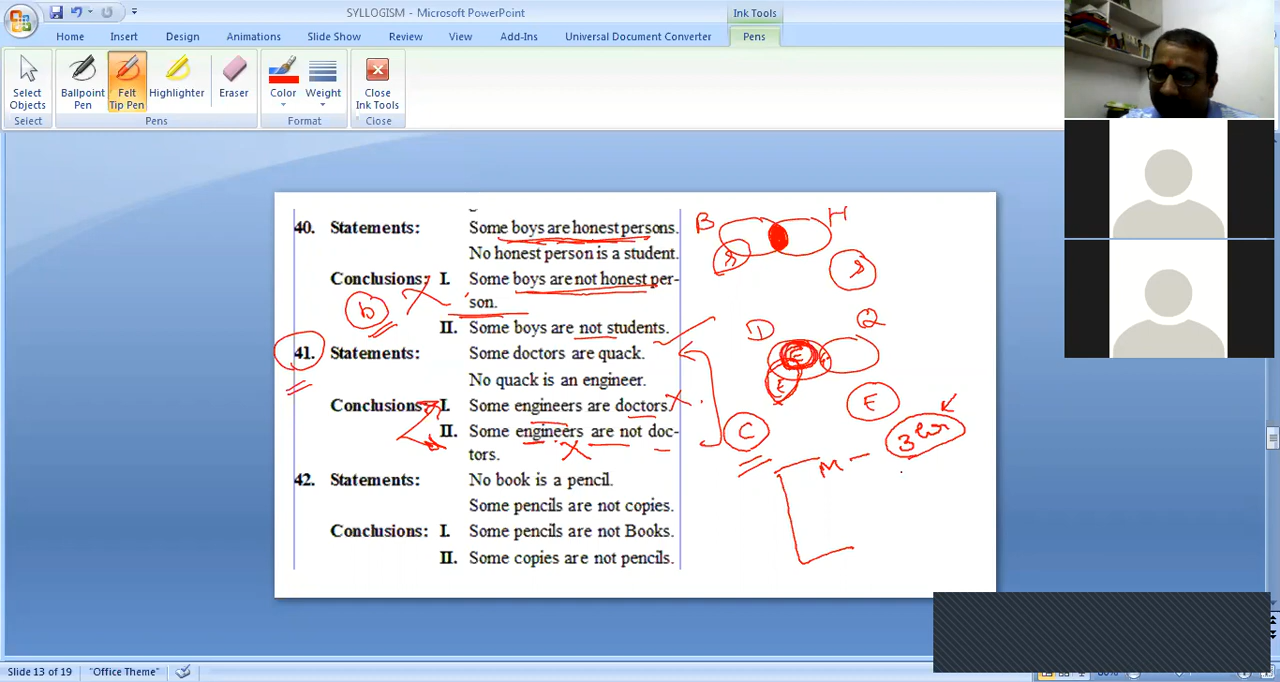 SYLLOGISM - Microsoft PowerPoint
Ink Tools
Home Insert Design Animations Slide Show Review View Add-Ins Universal Document Converter Pens
Select Objects
Ballpoint Pen
Felt Tip Pen
Highlighter
Eraser
Color
Weight
Close Ink Tools
Select Pens Format Close
40. Statements: Some boys are honest persons.
No honest person is a student.
Conclusions: I. Some boys are not honest per-
son.
II. Some boys are not students.
41. Statements: Some doctors are quack.
No quack is an engineer.
Conclusions: I. Some engineers are doctors.
II. Some engineers are not doc-
tors.
42. Statements: No book is a pencil.
Some pencils are not copies.
Conclusions: I. Some pencils are not Books.
II. Some copies are not pencils.
b
B H
S S
D Q
E
E
E
C
M - 3
Slide 13 of 19 "Office Theme"